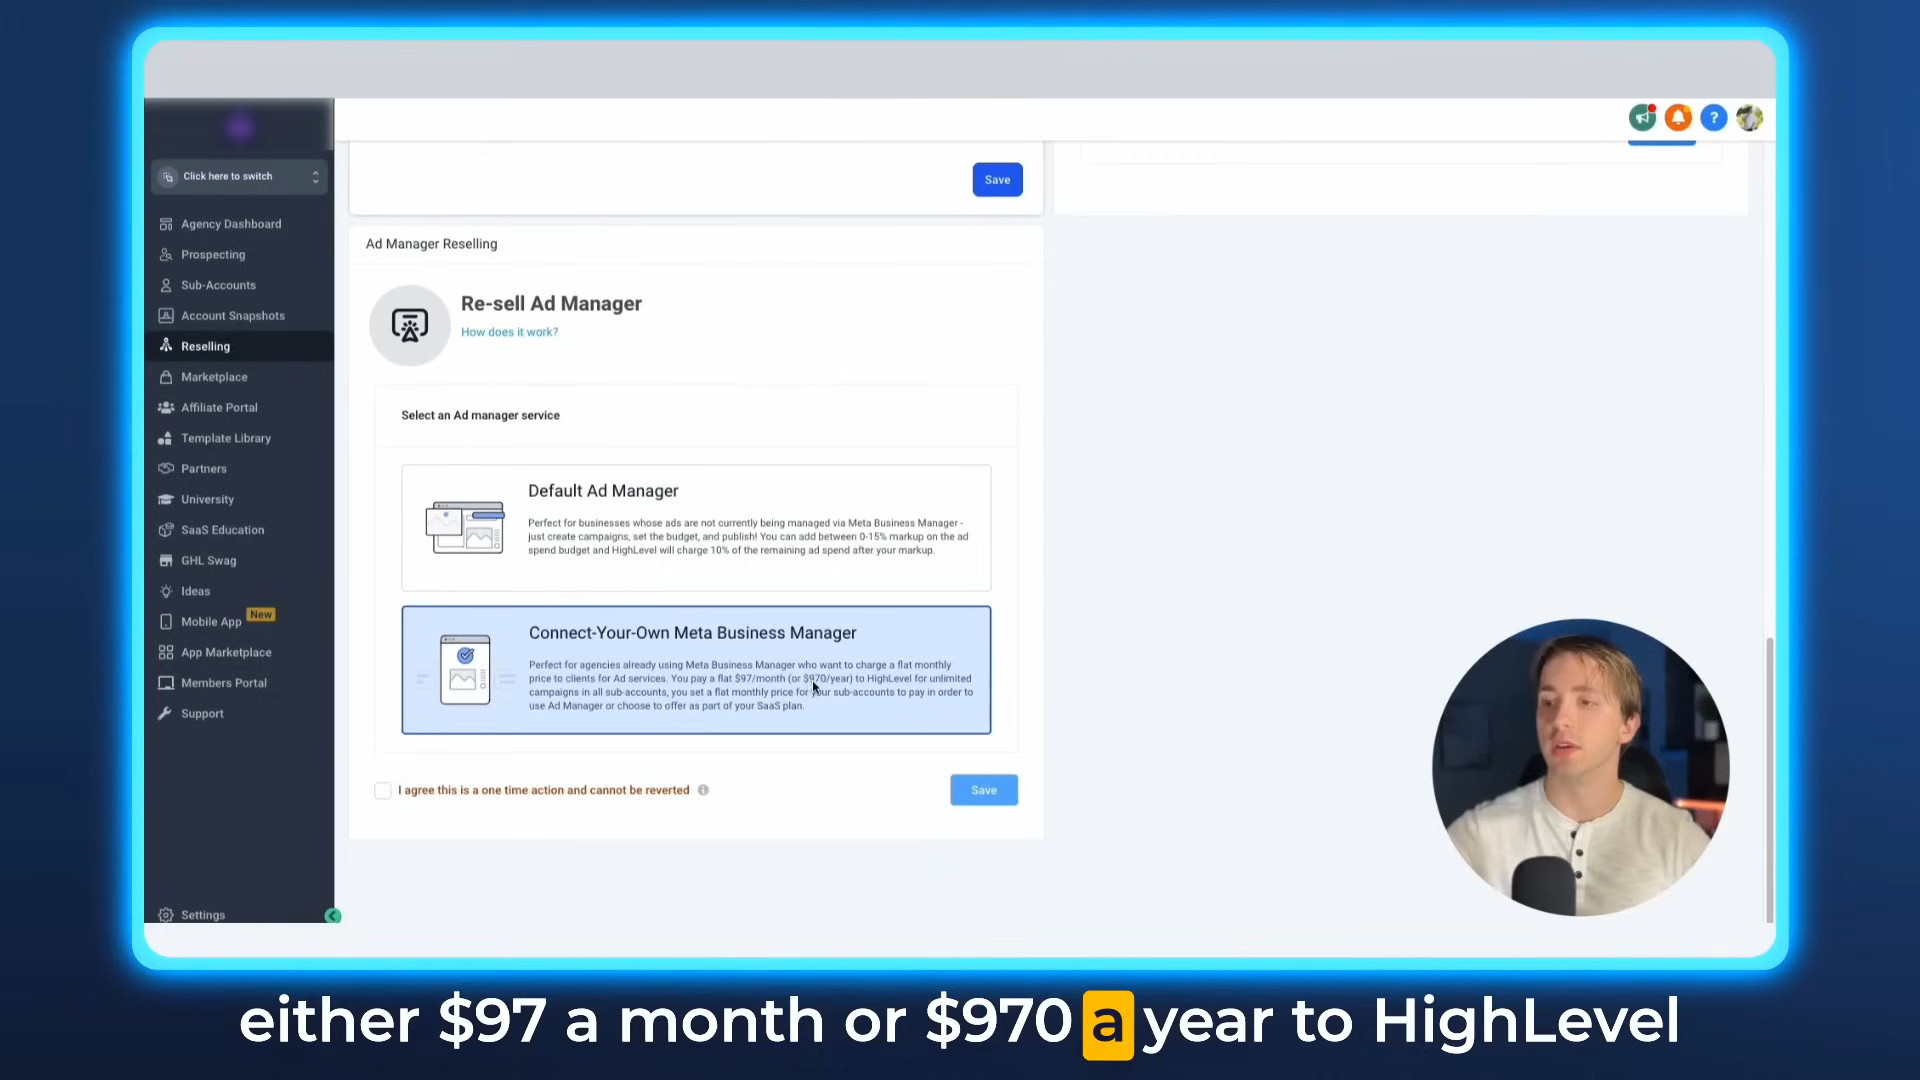 Click here to switch
Agency Dashboard
Prospecting
Sub-Accounts
Account Snapshots
Reselling
Marketplace
Affiliate Portal
Template Library
Partners
University
SaaS Education
GHL Swag
Ideas
Mobile App New
App Marketplace
Members Portal
Support
Settings
?
Save
Ad Manager Reselling
Re-sell Ad Manager
How does it work?
Select an Ad manager service
Default Ad Manager
Perfect for businesses whose ads are not currently being managed via Meta Business Manager -
just create campaigns, set the budget, and publish! You can add between 0-15% markup on the ad
spend budget and HighLevel will charge 10% of the remaining ad spend after your markup.
Connect-Your-Own Meta Business Manager
Perfect for agencies already using Meta Business Manager who want to charge a flat monthly
price to clients for Ad services. You pay a flat $97/month (or $970/year) to HighLevel for unlimited
campaigns in all sub-accounts, you set a flat monthly price for your sub-accounts to pay in order to
use Ad Manager or choose to offer as part of your SaaS plan.
I agree this is a one time action and cannot be reverted
Save
either $97 a month or $970 a year to HighLevel